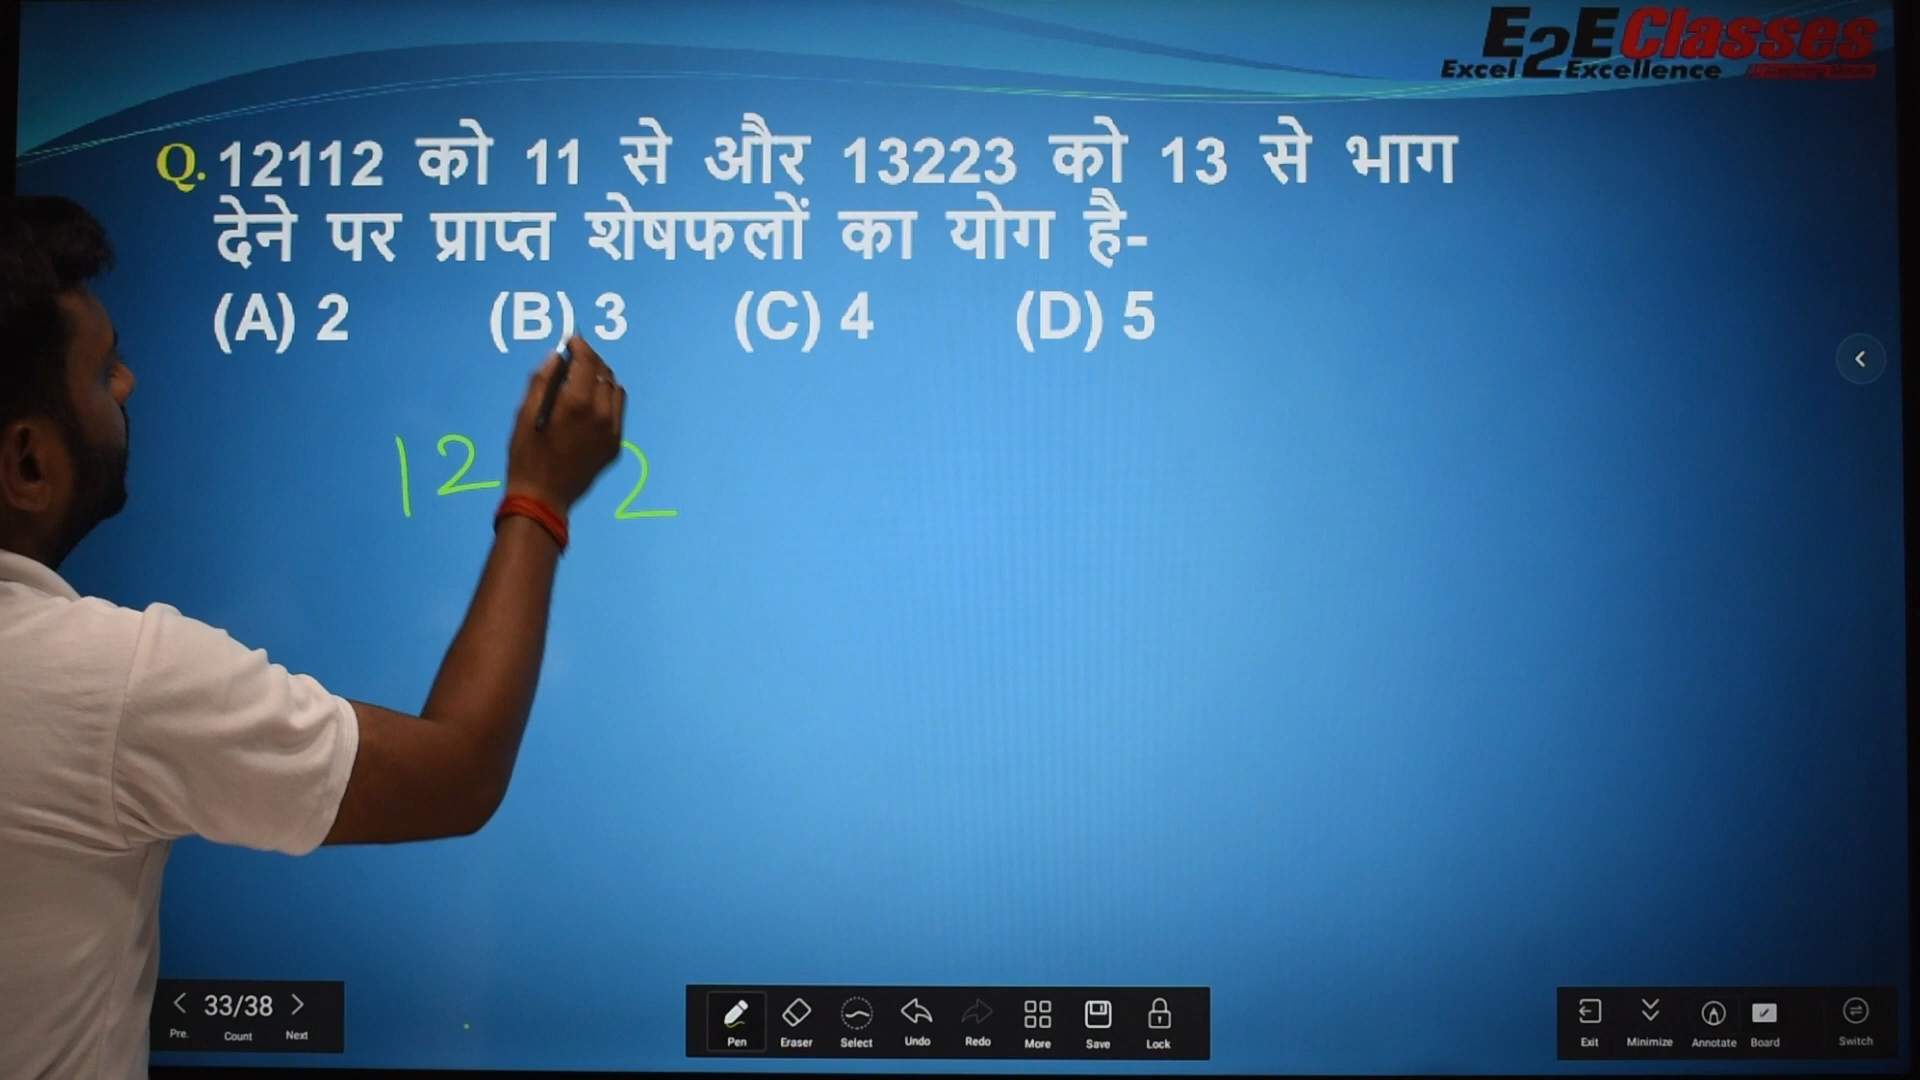 E2E Classes
Excel 2 Excellence
Q. 12112 को 11 से और 13223 को 13 से भाग
देने पर प्राप्त शेषफलों का योग है-
(A) 2 (B) 3 (C) 4 (D) 5
12 2
33/38
Pre. Count Next
Pen Eraser Select Undo Redo More Save Lock
Exit Minimize Annotate Board Switch